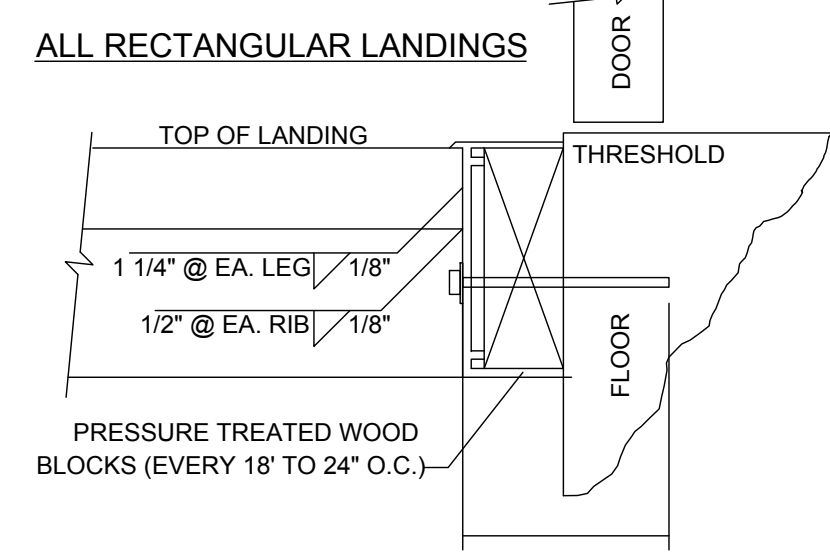 ALL RECTANGULAR LANDINGS
DOOR
TOP OF LANDING
THRESHOLD
1 1/4" @ EA. LEG 1/8"
1/2" @ EA. RIB 1/8"
FLOOR
PRESSURE TREATED WOOD
BLOCKS (EVERY 18' TO 24" O.C.)